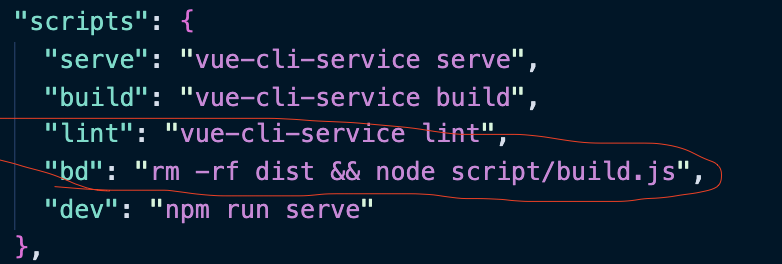 "scripts": {
"serve": "vue-cli-service serve",
"build": "vue-cli-service build",
"lint": "vue-cli-service lint",
"bd": "rm -rf dist && node script/build.js",
"dev": "npm run serve"
},